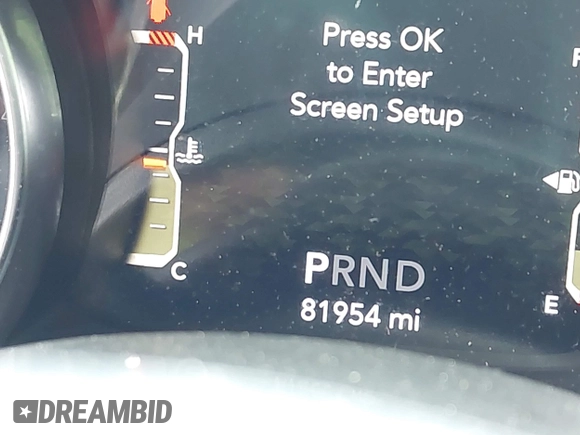 H
Press OK
to Enter
Screen Setup
F
C
PRND
E
81954 mi
DREAMBID